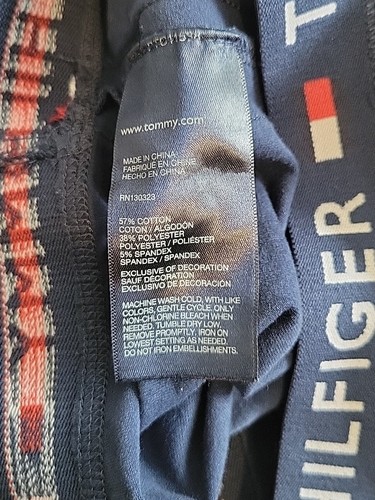 www.tommy.com
MADE IN CHINA
FABRIQUÉ EN CHINE
HECHO EN CHINA
RN130323
57% COTTON
COTON / ALGODÓN
38% POLYESTER
POLYESTER / POLIÉSTER
5% SPANDEX
SPANDEX / SPANDEX
EXCLUSIVE OF DECORATION
SAUF DÉCORATION
EXCLUSIVO DE DECORACIÓN
MACHINE WASH COLD, WITH LIKE
COLORS, GENTLE CYCLE. ONLY
NON-CHLORINE BLEACH WHEN
NEEDED. TUMBLE DRY LOW.
REMOVE PROMPTLY. IRON ON
LOWEST SETTING AS NEEDED.
DO NOT IRON EMBELLISHMENTS.
T
HILFIGER